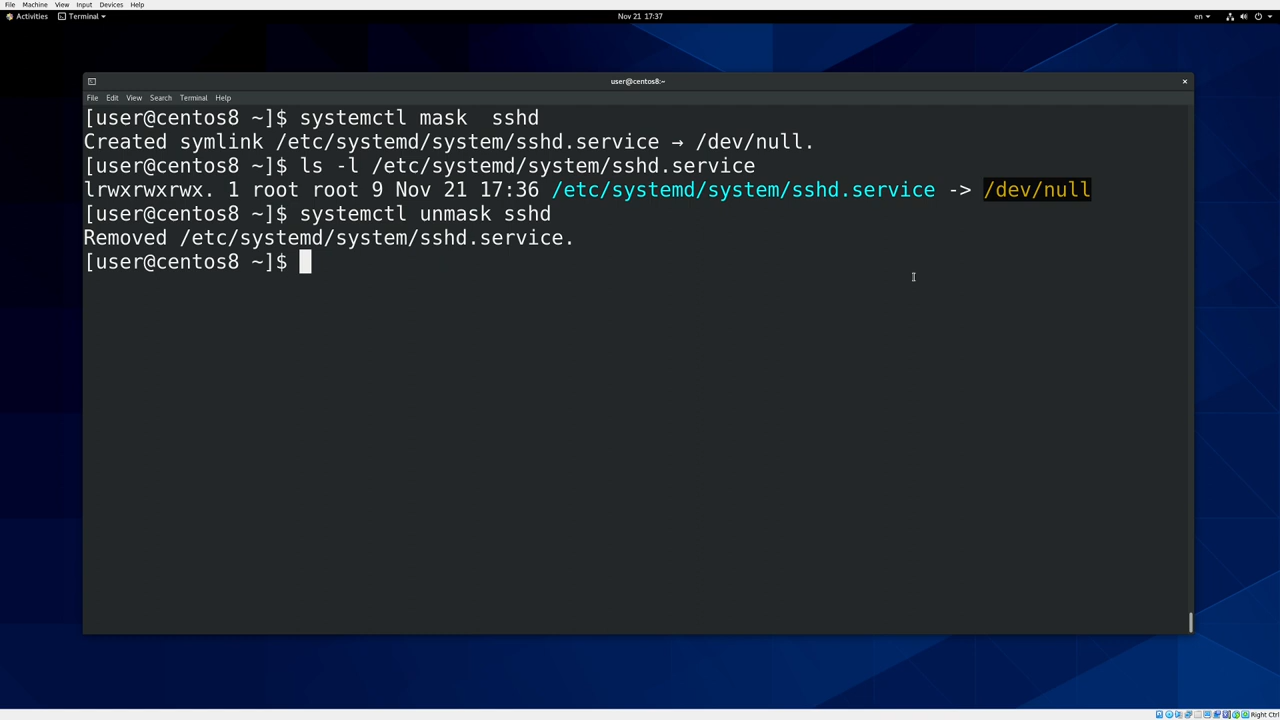 File Machine View Input Devices Help
Activities Terminal Nov 21 17:37 en
user@centos8:~
File Edit View Search Terminal Help
[user@centos8 ~]$ systemctl mask  sshd
Created symlink /etc/systemd/system/sshd.service → /dev/null.
[user@centos8 ~]$ ls -l /etc/systemd/system/sshd.service
lrwxrwxrwx. 1 root root 9 Nov 21 17:36 /etc/systemd/system/sshd.service -> /dev/null
[user@centos8 ~]$ systemctl unmask sshd
Removed /etc/systemd/system/sshd.service.
[user@centos8 ~]$
Right Ctrl